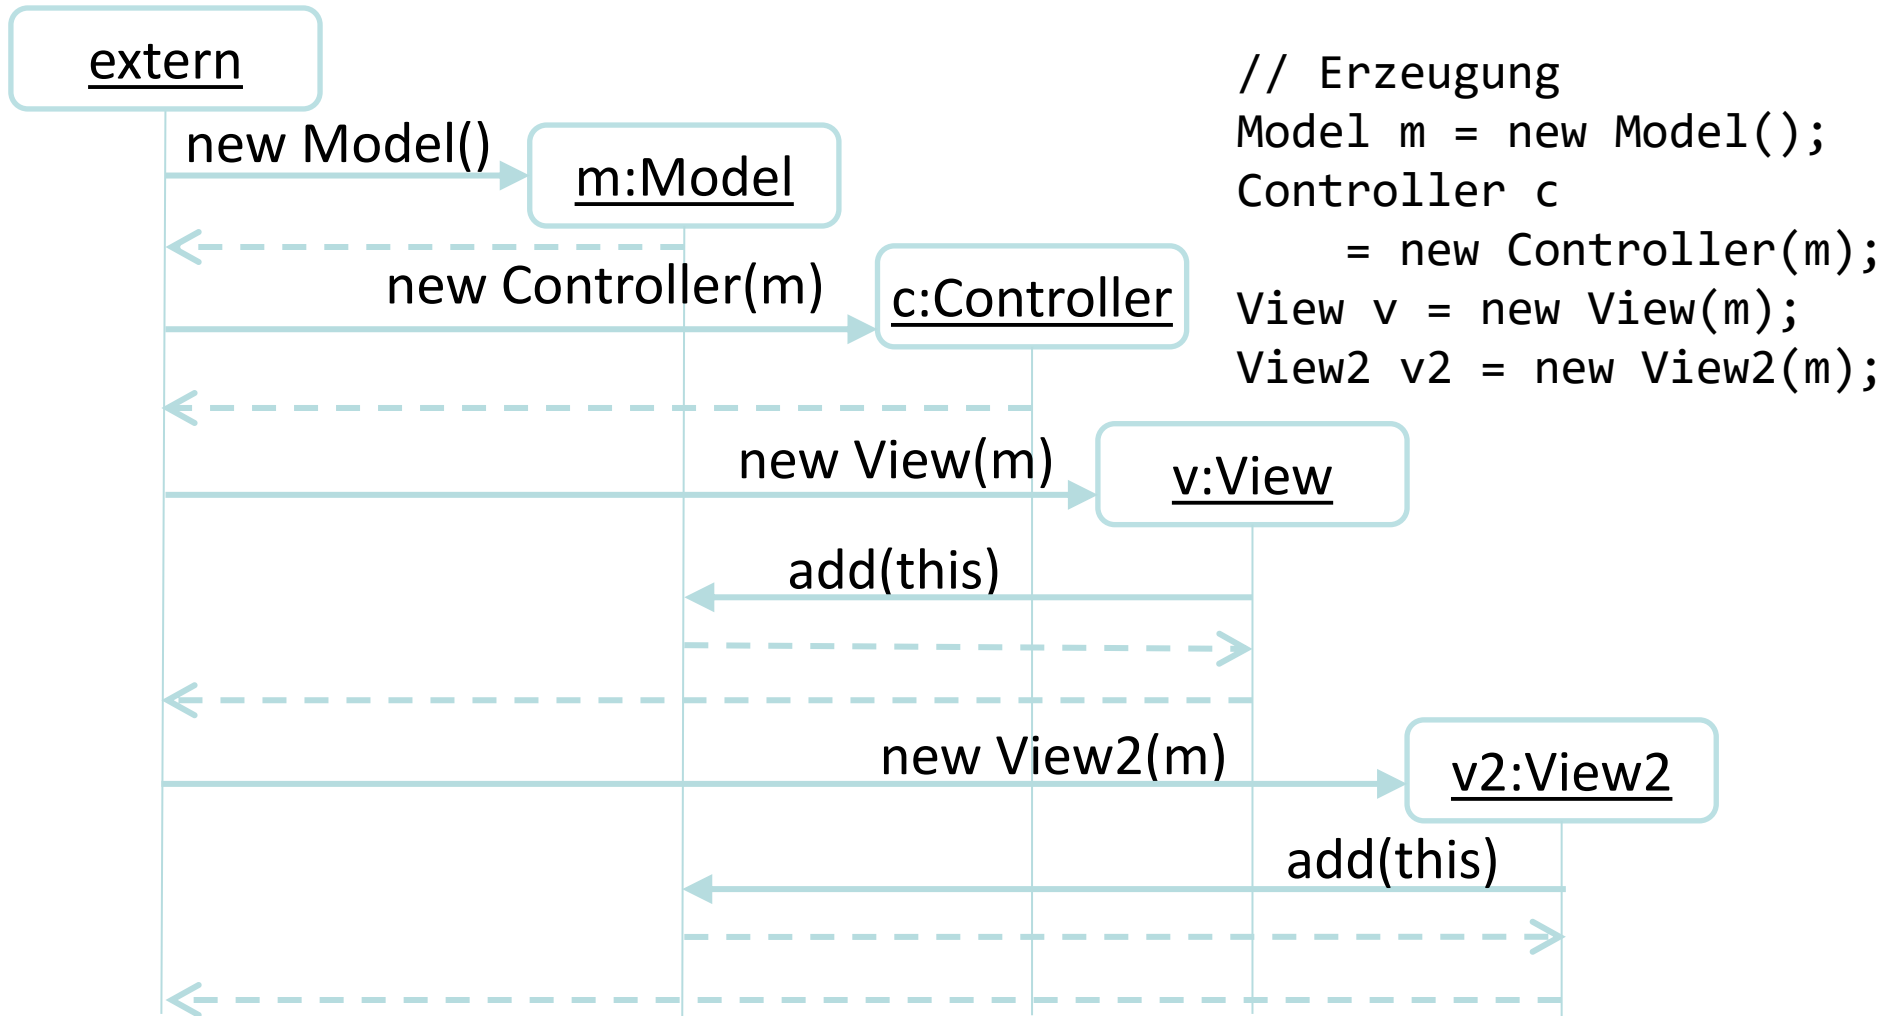 extern
// Erzeugung
Model m = new Model();
Controller c
    = new Controller(m);
View v = new View(m);
View2 v2 = new View2(m);
new Model()
m:Model
new Controller(m)
c:Controller
new View(m)
v:View
add(this)
new View2(m)
v2:View2
add(this)